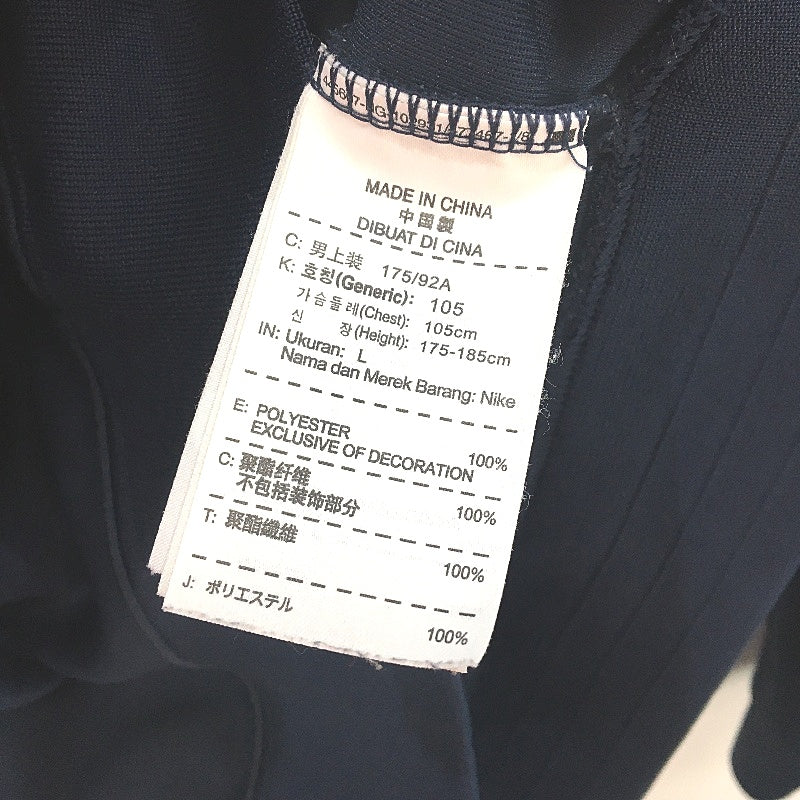 MADE IN CHINA
中国製
DIBUAT DI CINA
C: 男上装 175/92A
K: 호칭(Generic): 105
가슴둘레(Chest): 105cm
신 장(Height): 175-185cm
IN: Ukuran: L
Nama dan Merek Barang: Nike
E: POLYESTER 100%
EXCLUSIVE OF DECORATION
C: 聚酯纤维 100%
不包括装饰部分
T: 聚酯纖維 100%
J: ポリエステル 100%